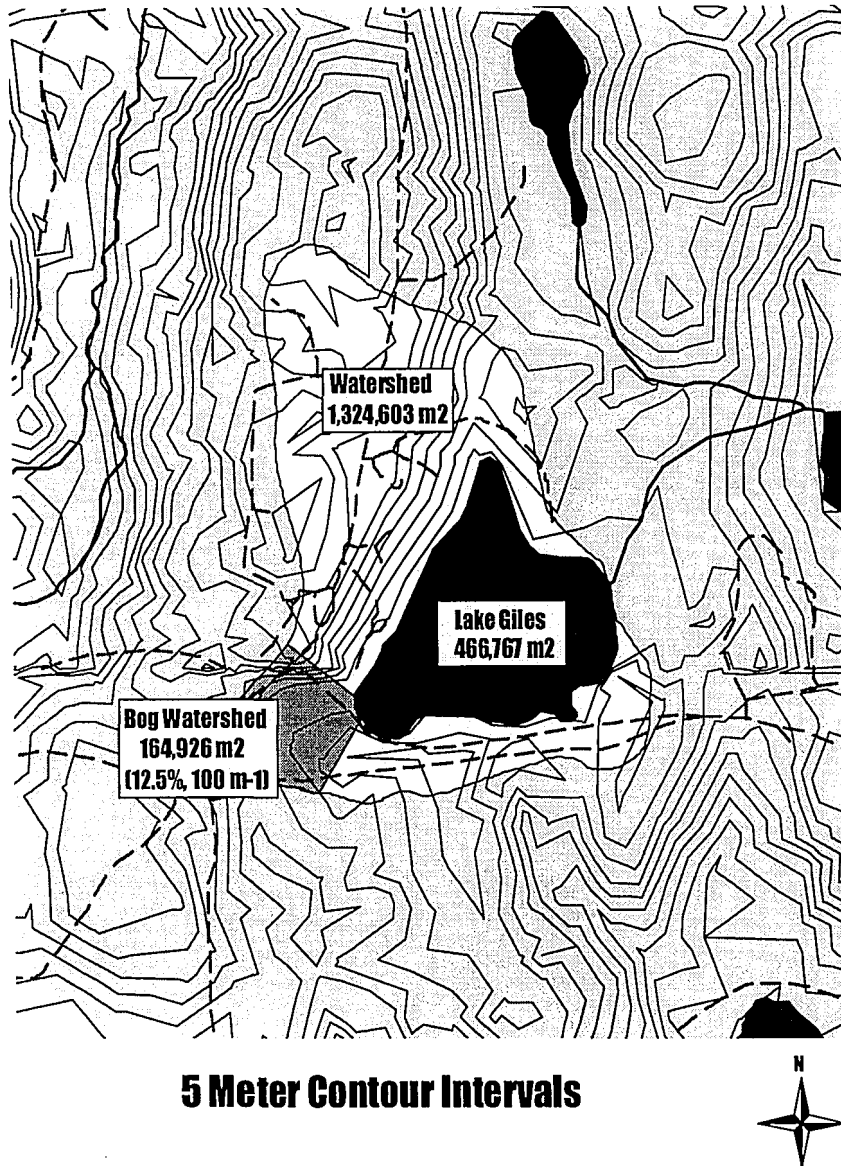 Watershed
1,324,603 m2
Lake Giles
466,767 m2
Bog Watershed
164,926 m2
(12.5%, 100 m-1)
5 Meter Contour Intervals
N